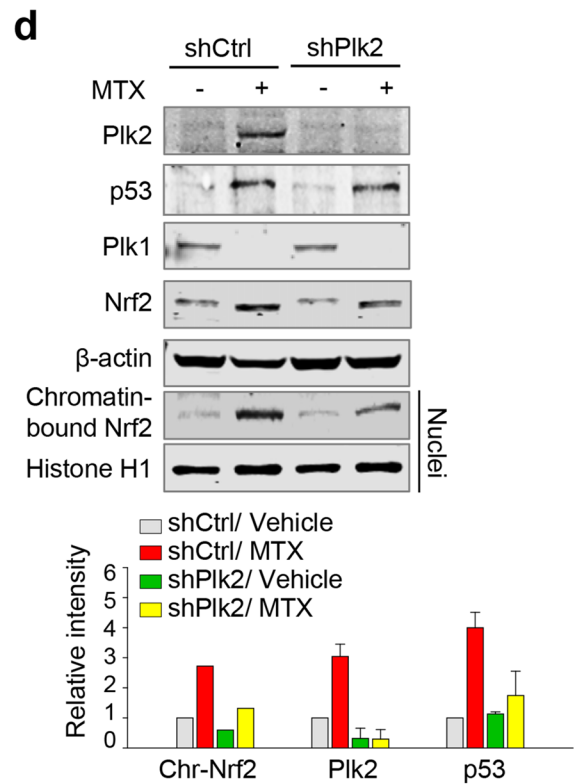 d
shCtrl shPlk2
MTX - + - +
Plk2
p53
Plk1
Nrf2
β-actin
Chromatin-
bound Nrf2
Histone H1
Nuclei
shCtrl/ Vehicle
shCtrl/ MTX
shPlk2/ Vehicle
shPlk2/ MTX
Relative intensity
6
5
4
3
2
1
0
Chr-Nrf2 Plk2 p53